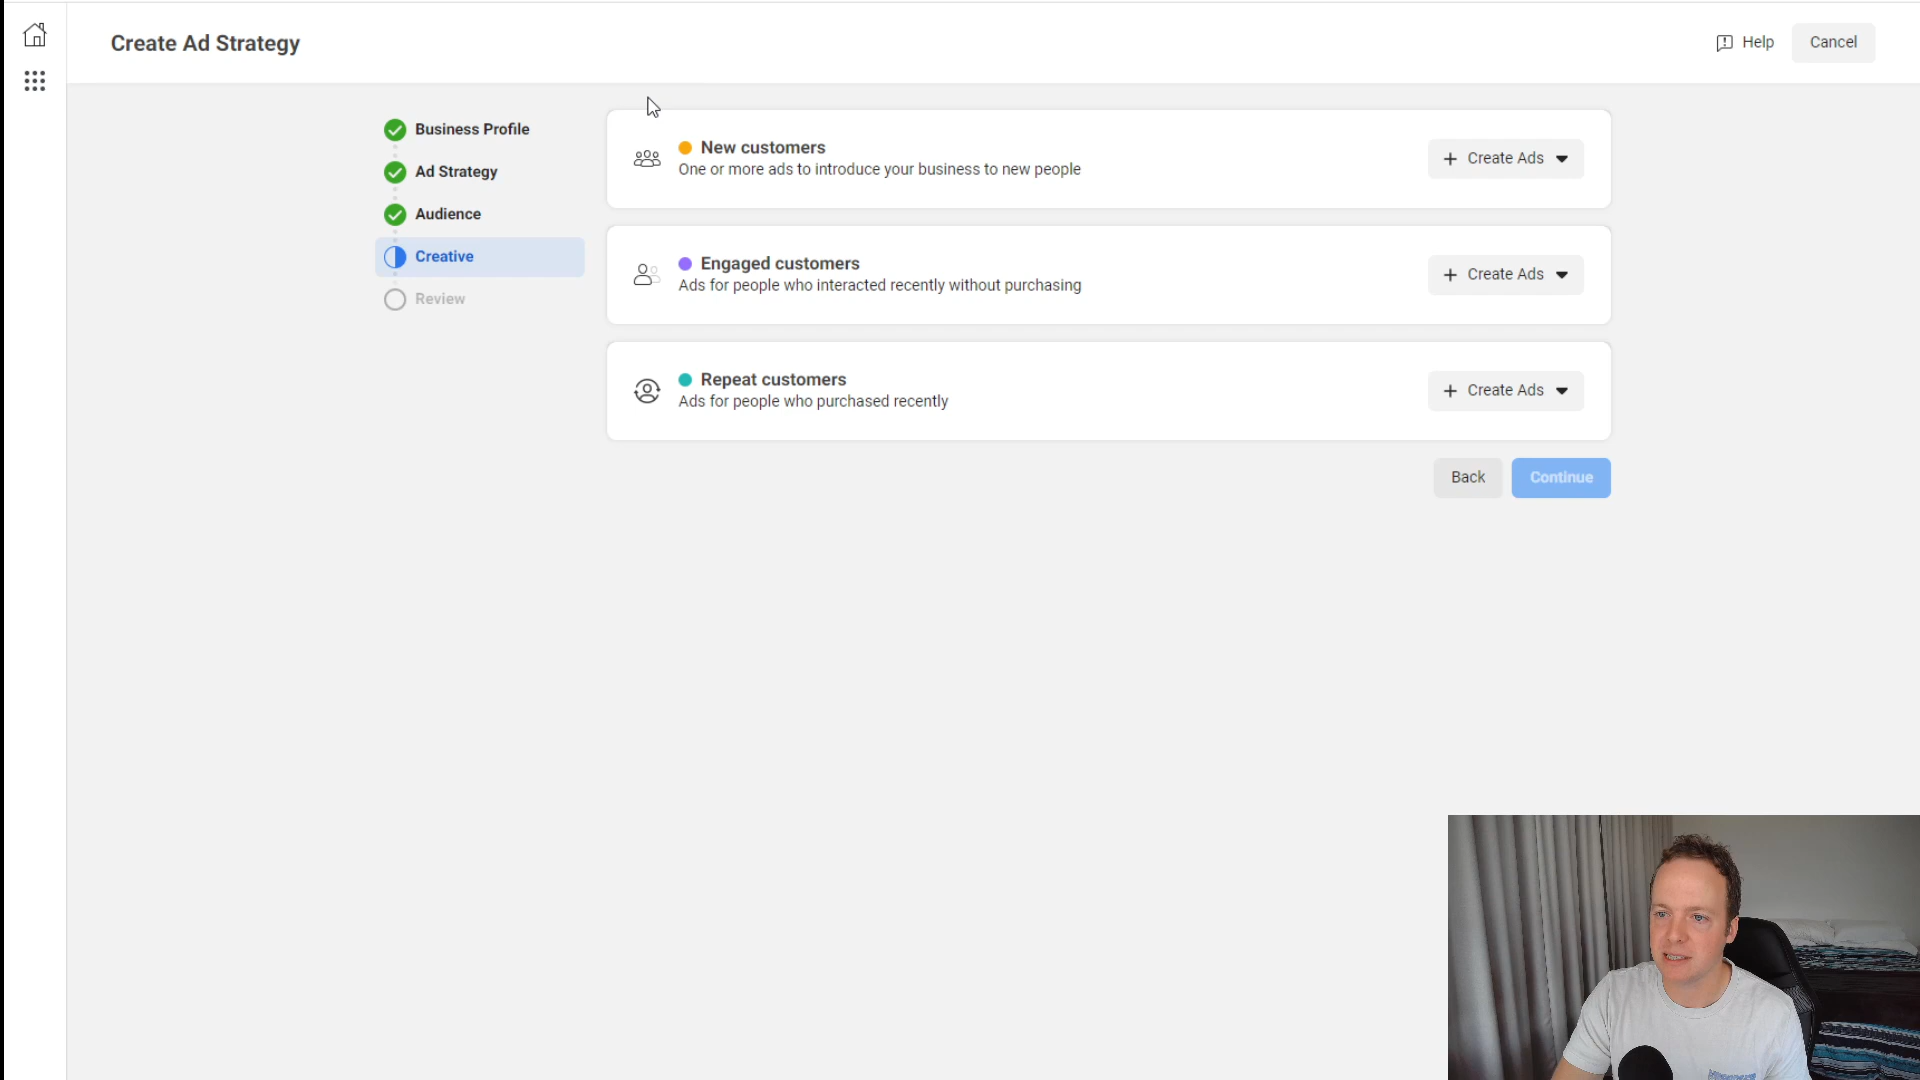 Create Ad Strategy
Help
Cancel
Business Profile
Ad Strategy
Audience
Creative
Review
New customers
One or more ads to introduce your business to new people
+ Create Ads
Engaged customers
Ads for people who interacted recently without purchasing
+ Create Ads
Repeat customers
Ads for people who purchased recently
+ Create Ads
Back
Continue